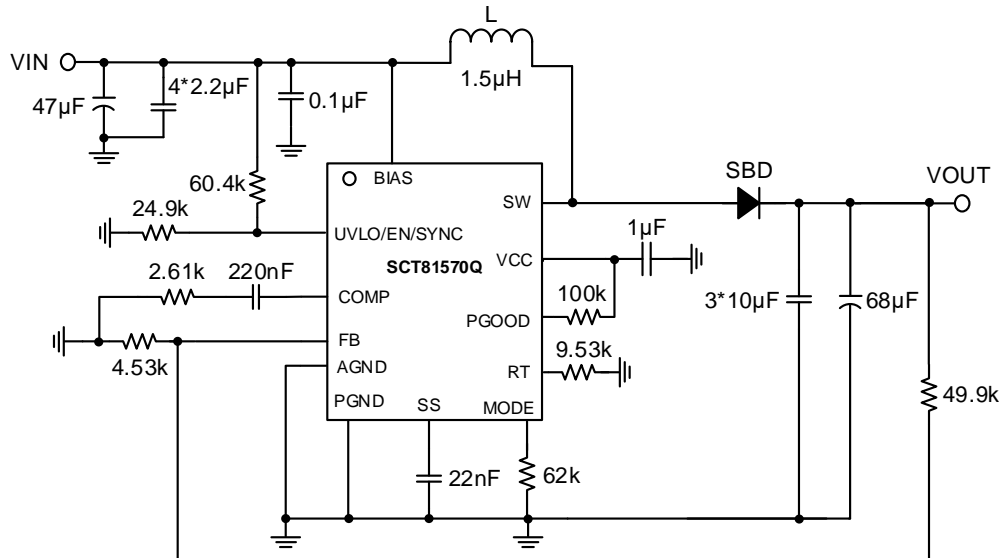 L
VIN
1.5µH
4*2.2µF
47µF
0.1µF
BIAS
SBD
60.4k
SW
VOUT
24.9k
1µF
UVLO/EN/SYNC
SCT81570Q
VCC
2.61k
220nF
COMP
3*10µF
68µF
PGOOD
100k
FB
4.53k
9.53k
AGND
RT
49.9k
PGND
SS
MODE
22nF
62k